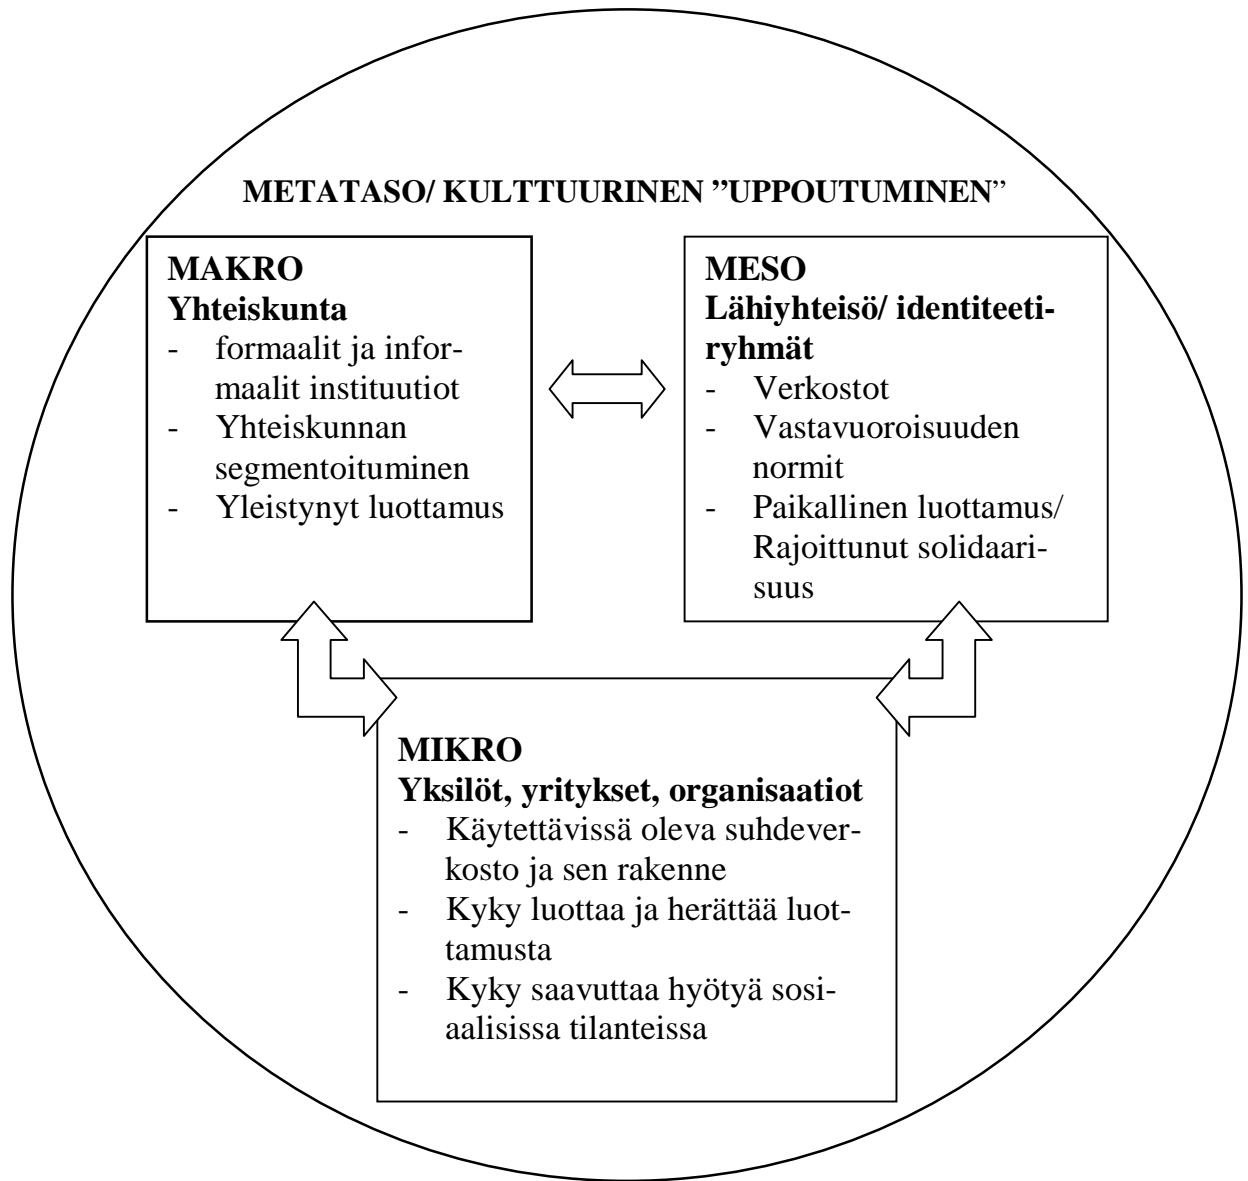 METATASO/ KULTTUURINEN ”UPPOUTUMINEN”
MAKRO
Yhteiskunta
- formaalit ja infor-
maalit instituutiot
- Yhteiskunnan
segmentoituminen
- Yleistynyt luottamus
MESO
Lähiyhteisö/ identiteeti-
ryhmät
- Verkostot
- Vastavuoroisuuden
normit
- Paikallinen luottamus/
Rajoittunut solidaari-
suus
MIKRO
Yksilöt, yritykset, organisaatiot
- Käytettävissä oleva suhdever-
kosto ja sen rakenne
- Kyky luottaa ja herättää luot-
tamusta
- Kyky saavuttaa hyötyä sosi-
aalisissa tilanteissa